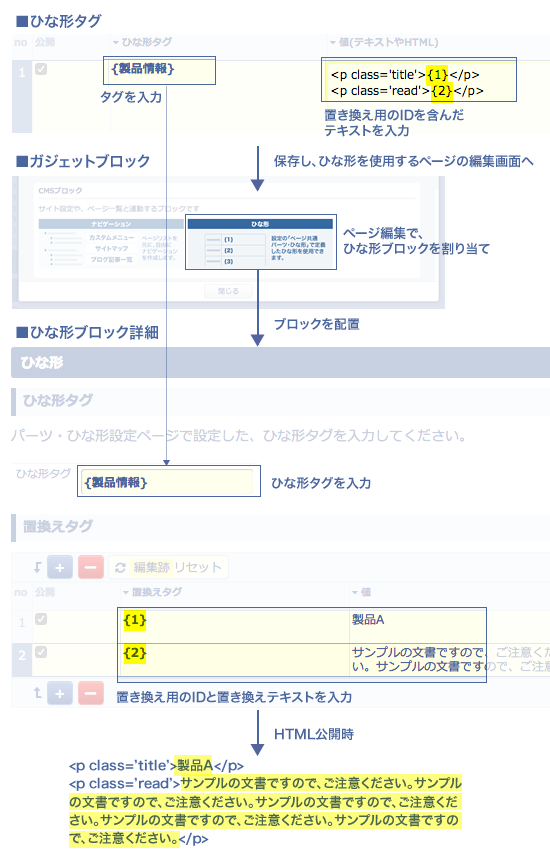 ■ひな形タグ
no 公開 ▾ひな形タグ ▾値(テキストやHTML)
1 {製品情報} <p class='title'>{1}</p>
<p class='read'>{2}</p>
タグを入力
置き換え用のIDを含んだ
テキストを入力
保存し、ひな形を使用するページの編集画面へ
■ガジェットブロック
CMSブロック
サイト設定や、ページ一覧と連動するブロックです
ナビゲーション
カスタムメニュー
サイトマップ
ブログ記事一覧
ページリストを
元に、自由に
ナビゲーション
を作成します。
ひな形
{1}
{2}
{3}
設定の「ページ共通
パーツ・ひな形」で定義
したひな形を使用でき
ます。
閉じる
ページ編集で、
ひな形ブロックを割り当て
ブロックを配置
■ひな形ブロック詳細
ひな形
ひな形タグ
パーツ・ひな形設定ページで設定した、ひな形タグを入力してください。
ひな形タグ {製品情報} ひな形タグを入力
置換えタグ
編集跡 リセット
no 公開 ▾置換えタグ ▾値
1 {1} 製品A
2 {2} サンプルの文書ですので、ご注意くだ
い。サンプルの文書ですので、ご注意
置き換え用のIDと置き換えテキストを入力
HTML公開時
<p class='title'>製品A</p>
<p class='read'>サンプルの文書ですので、ご注意ください。サンプル
の文書ですので、ご注意ください。サンプルの文書ですので、ご注意くだ
さい。サンプルの文書ですので、ご注意ください。サンプルの文書ですの
で、ご注意ください。</p>